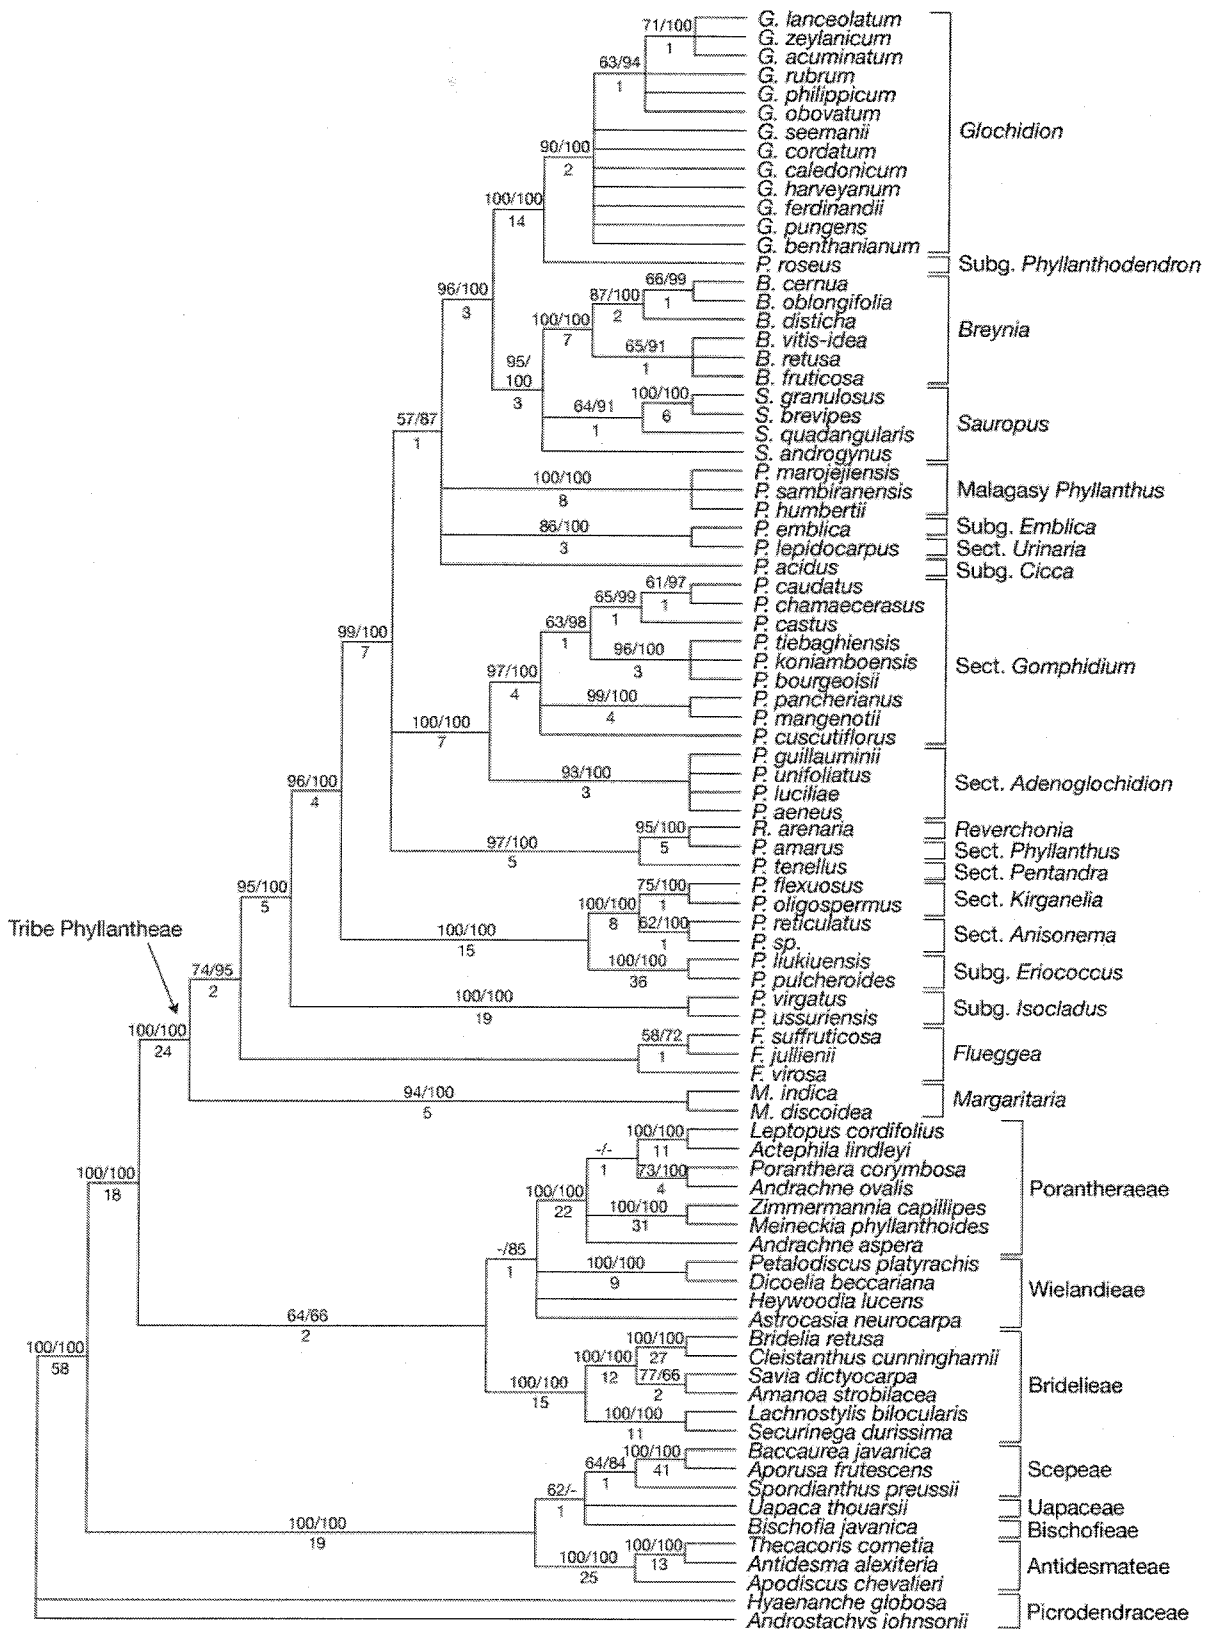 71/100
1
63/94
1
90/100
2
100/100
14
96/100
3
66/99
1
87/100
2
100/100
7
65/91
1
95/
100
3
100/100
6
64/91
1
57/87
1
100/100
8
86/100
3
61/97
1
65/99
1
63/98
1
96/100
3
97/100
4
99/100
4
100/100
7
93/100
3
99/100
7
95/100
5
97/100
5
96/100
4
75/100
1
100/100
8
62/100
1
100/100
15
100/100
36
95/100
5
100/100
19
Tribe Phyllantheae
74/95
2
58/72
1
100/100
24
94/100
5
100/100
11
-/-
1
73/100
4
100/100
22
100/100
31
100/100
18
-/85
1
100/100
9
64/66
2
100/100
27
100/100
12
77/66
2
100/100
15
100/100
11
100/100
58
100/100
41
64/84
1
62/-
1
100/100
19
100/100
13
100/100
25
G. lanceolatum
G. zeylanicum
G. acuminatum
G. rubrum
G. philippicum
G. obovatum
G. seemanii
G. cordatum
G. caledonicum
G. harveyanum
G. ferdinandii
G. pungens
G. benthanianum
P. roseus
B. cernua
B. oblongifolia
B. disticha
B. vitis-idea
B. retusa
B. fruticosa
S. granulosus
S. brevipes
S. quadangularis
S. androgynus
P. marojejiensis
P. sambiranensis
P. humbertii
P. emblica
P. lepidocarpus
P. acidus
P. caudatus
P. chamaecerasus
P. castus
P. tiebaghiensis
P. koniamboensis
P. bourgeoisii
P. pancherianus
P. mangenotii
P. cuscutiflorus
P. guillauminii
P. unifoliatus
P. luciliae
P. aeneus
R. arenaria
P. amarus
P. tenellus
P. flexuosus
P. oligospermus
P. reticulatus
P. sp.
P. liukiuensis
P. pulcheroides
P. virgatus
P. ussuriensis
F. suffruticosa
F. jullienii
F. virosa
M. indica
M. discoidea
Leptopus cordifolius
Actephila lindleyi
Poranthera corymbosa
Andrachne ovalis
Zimmermannia capillipes
Meineckia phyllanthoides
Andrachne aspera
Petalodiscus platyrachis
Dicoelia beccariana
Heywoodia lucens
Astrocasia neurocarpa
Bridelia retusa
Cleistanthus cunninghamii
Savia dictyocarpa
Amanoa strobilacea
Lachnostylis bilocularis
Securinega durissima
Baccaurea javanica
Aporusa frutescens
Spondianthus preussii
Uapaca thouarsii
Bischofia javanica
Thecacoris cometia
Antidesma alexiteria
Apodiscus chevalieri
Hyaenanche globosa
Androstachys johnsonii
Glochidion
Subg. Phyllanthodendron
Breynia
Sauropus
Malagasy Phyllanthus
Subg. Emblica
Sect. Urinaria
Subg. Cicca
Sect. Gomphidium
Sect. Adenoglochidion
Reverchonia
Sect. Phyllanthus
Sect. Pentandra
Sect. Kirganelia
Sect. Anisonema
Subg. Eriococcus
Subg. Isocladus
Flueggea
Margaritaria
Porantheraeae
Wielandieae
Bridelieae
Scepeae
Uapaceae
Bischofieae
Antidesmateae
Picrodendraceae